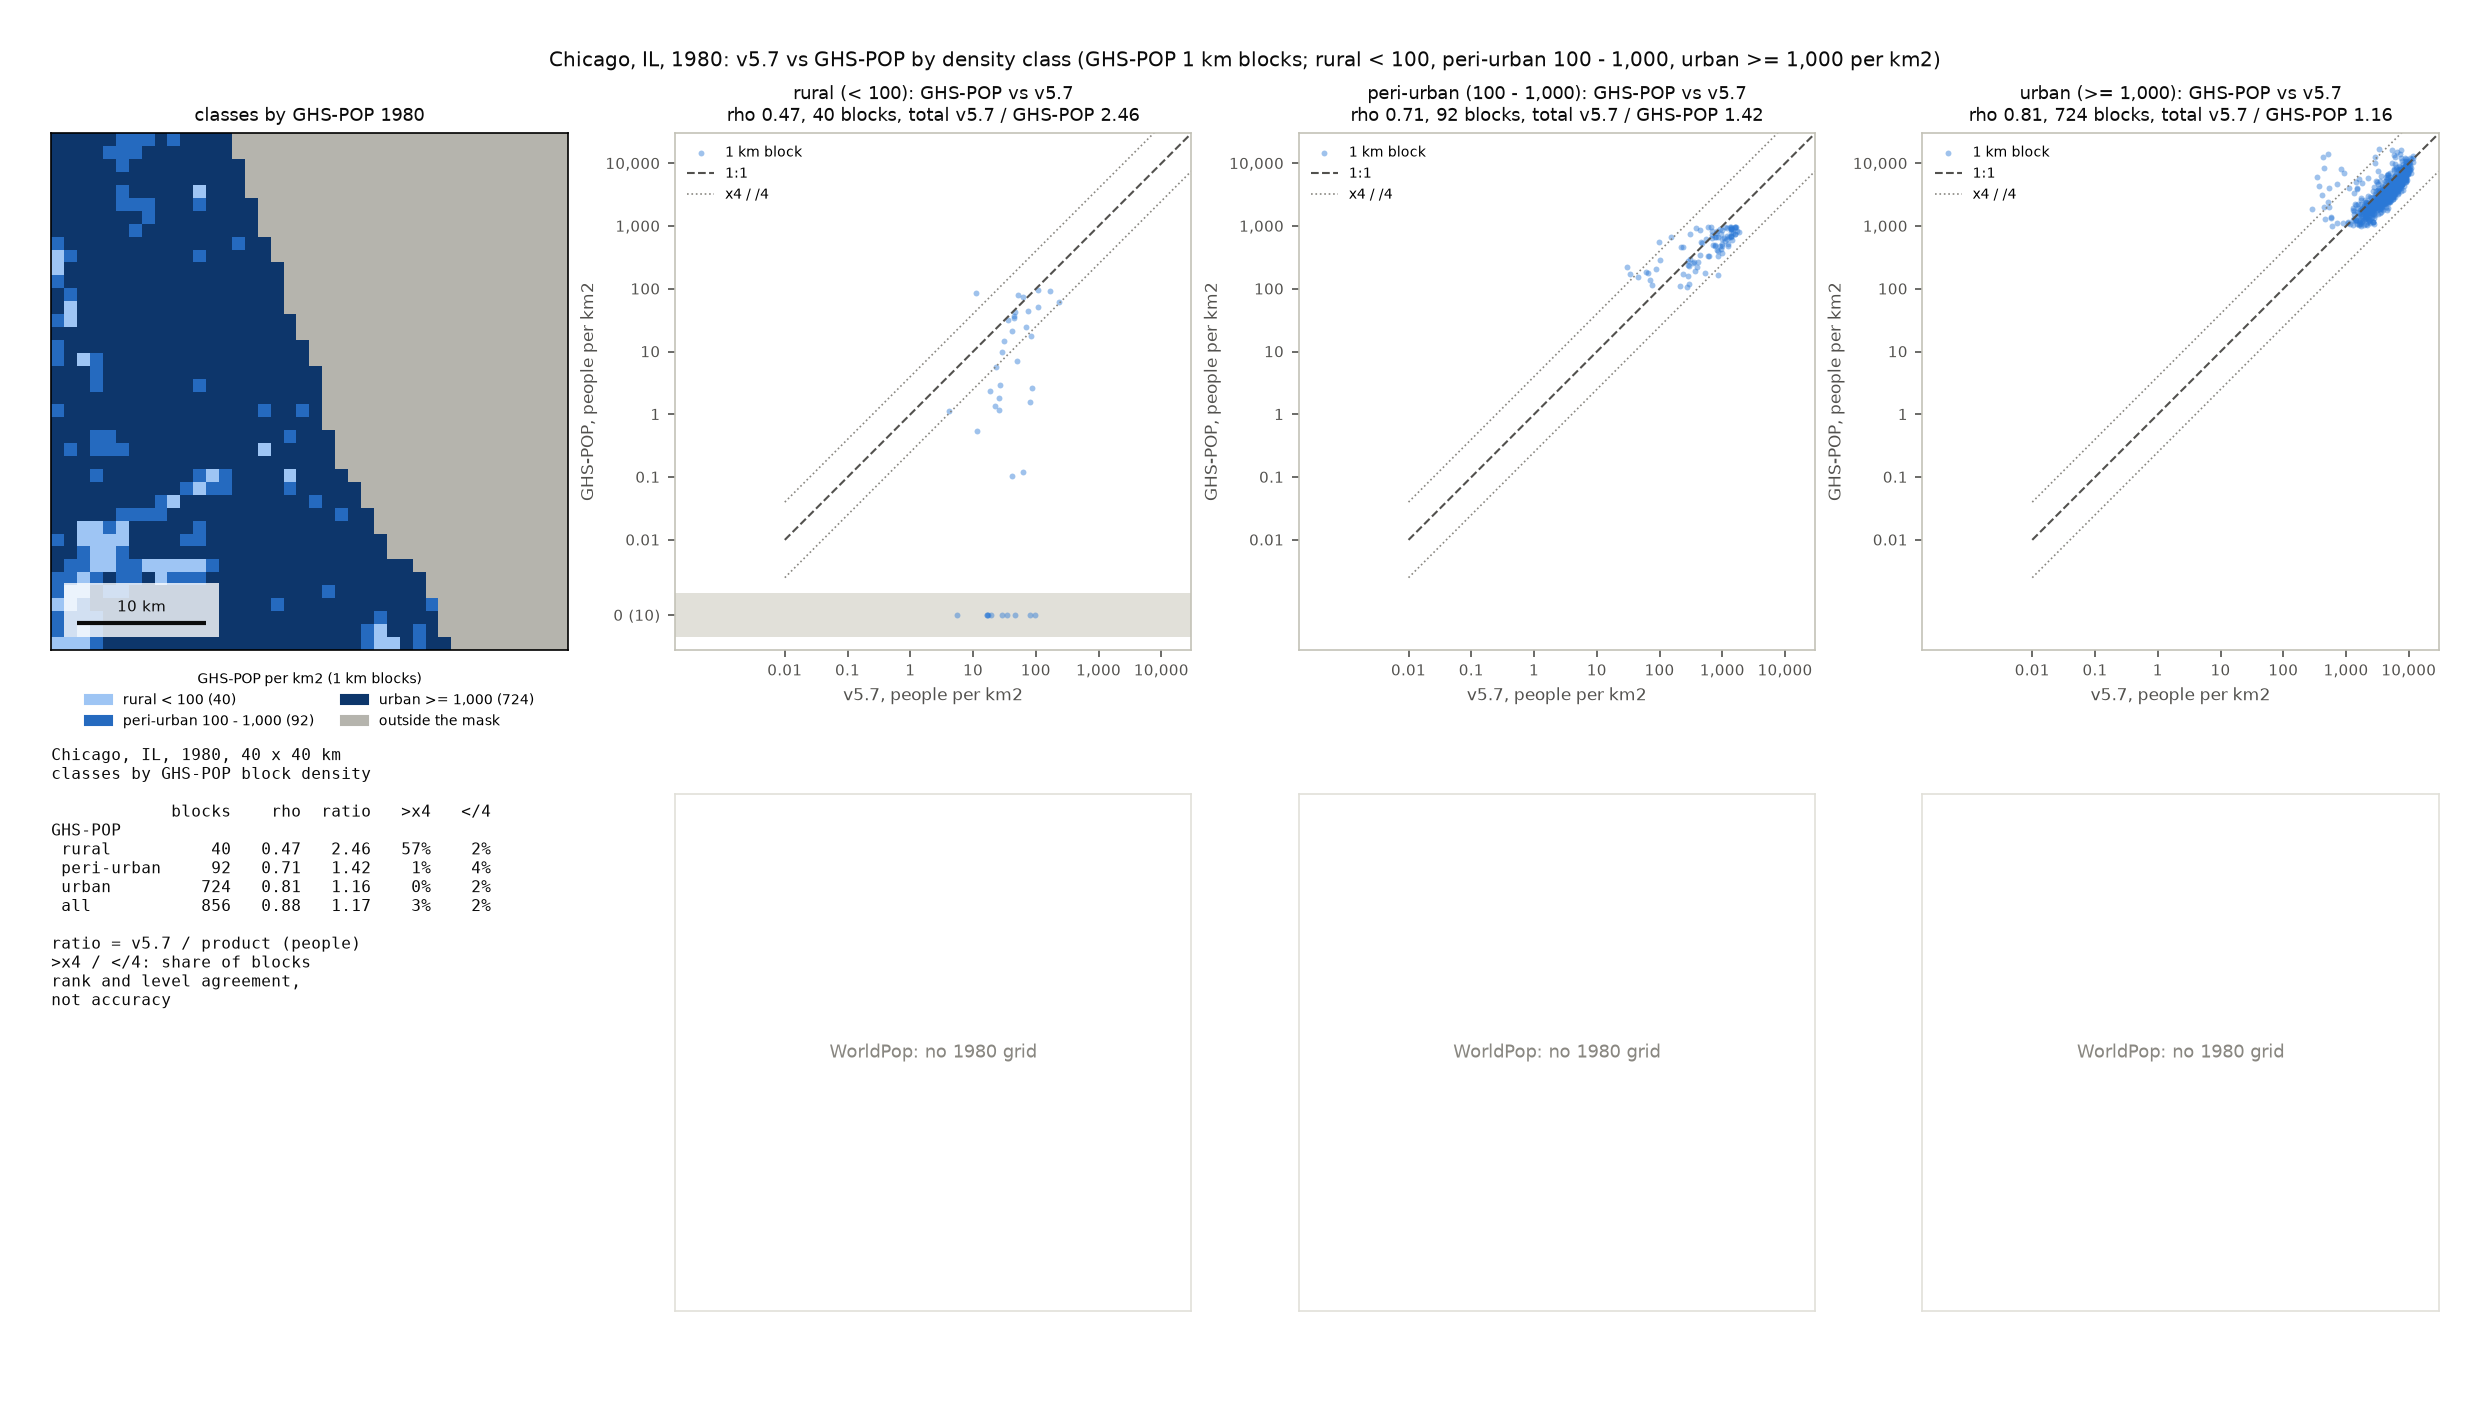 Chicago, IL, 1980: v5.7 vs GHS-POP by density class (GHS-POP 1 km blocks; rural < 100, peri-urban 100 - 1,000, urban >= 1,000 per km2)
classes by GHS-POP 1980
10 km
GHS-POP per km2 (1 km blocks)
rural < 100 (40)
urban >= 1,000 (724)
peri-urban 100 - 1,000 (92)
outside the mask
rural (< 100): GHS-POP vs v5.7
rho 0.47, 40 blocks, total v5.7 / GHS-POP 2.46
1 km block
1:1
x4 / /4
GHS-POP, people per km2
10,000
1,000
100
10
1
0.1
0.01
0 (10)
0.01 0.1 1 10 100 1,000 10,000
v5.7, people per km2
peri-urban (100 - 1,000): GHS-POP vs v5.7
rho 0.71, 92 blocks, total v5.7 / GHS-POP 1.42
1 km block
1:1
x4 / /4
GHS-POP, people per km2
10,000
1,000
100
10
1
0.1
0.01
0.01 0.1 1 10 100 1,000 10,000
v5.7, people per km2
urban (>= 1,000): GHS-POP vs v5.7
rho 0.81, 724 blocks, total v5.7 / GHS-POP 1.16
1 km block
1:1
x4 / /4
GHS-POP, people per km2
10,000
1,000
100
10
1
0.1
0.01
0.01 0.1 1 10 100 1,000 10,000
v5.7, people per km2
Chicago, IL, 1980, 40 x 40 km
classes by GHS-POP block density
blocks rho ratio >x4 </4
GHS-POP
rural 40 0.47 2.46 57% 2%
peri-urban 92 0.71 1.42 1% 4%
urban 724 0.81 1.16 0% 2%
all 856 0.88 1.17 3% 2%
ratio = v5.7 / product (people)
>x4 / </4: share of blocks
rank and level agreement,
not accuracy
WorldPop: no 1980 grid
WorldPop: no 1980 grid
WorldPop: no 1980 grid